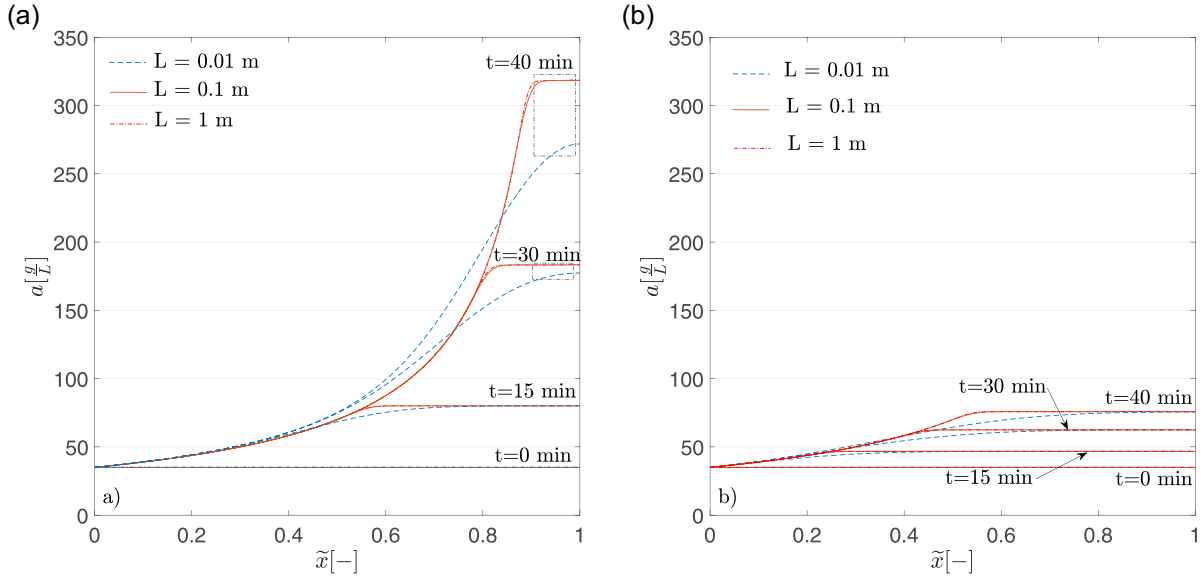 (a)
350
300
250
200
150
100
50
0
a[g/L]
L = 0.01 m
L = 0.1 m
L = 1 m
t=40 min
t=30 min
t=15 min
t=0 min
a)
0 0.2 0.4 0.6 0.8 1
x̃[−]
(b)
350
300
250
200
150
100
50
0
a[g/L]
L = 0.01 m
L = 0.1 m
L = 1 m
t=30 min
t=40 min
t=15 min
t=0 min
b)
0 0.2 0.4 0.6 0.8 1
x̃[−]